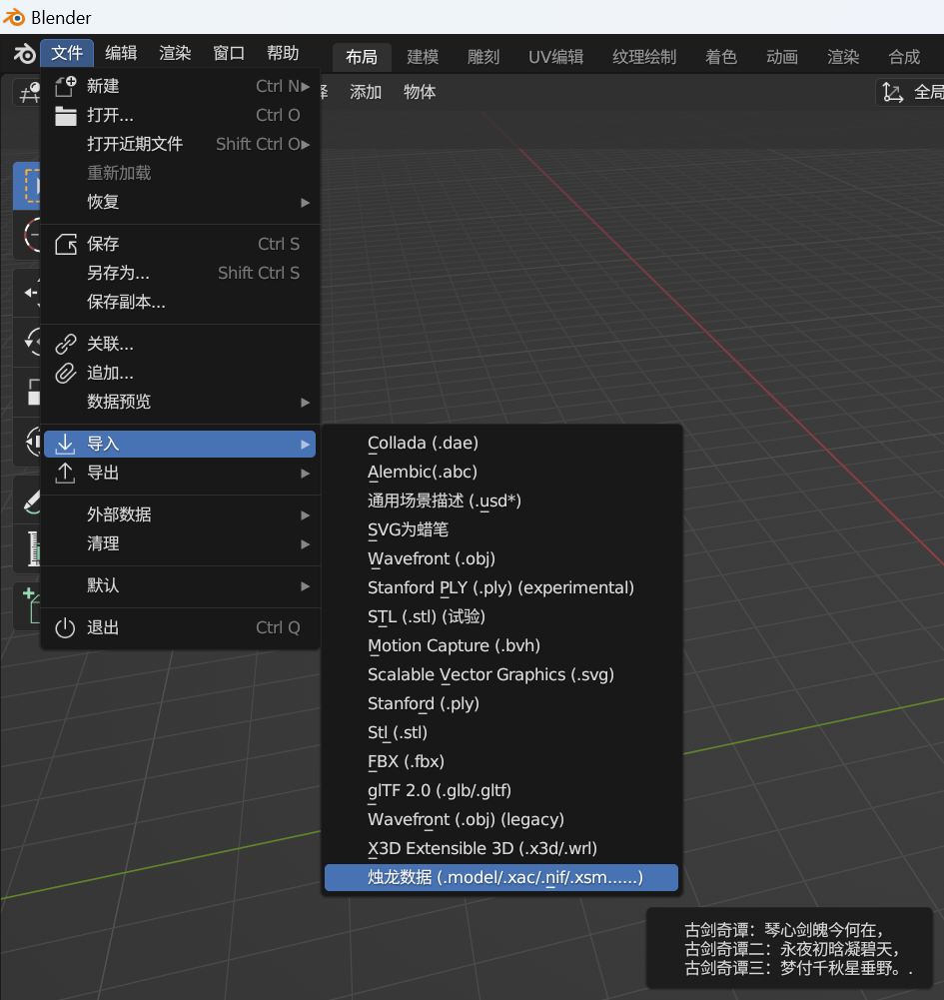 Blender
文件 编辑 渲染 窗口 帮助 布局 建模 雕刻 UV编辑 纹理绘制 着色 动画 渲染 合成
添加 物体 全局
新建 Ctrl N
打开... Ctrl O
打开近期文件 Shift Ctrl O
重新加载
恢复
保存 Ctrl S
另存为... Shift Ctrl S
保存副本...
关联...
追加...
数据预览
导入
导出
外部数据
清理
默认
退出 Ctrl Q
Collada (.dae)
Alembic(.abc)
通用场景描述 (.usd*)
SVG为蜡笔
Wavefront (.obj)
Stanford PLY (.ply) (experimental)
STL (.stl) (试验)
Motion Capture (.bvh)
Scalable Vector Graphics (.svg)
Stanford (.ply)
Stl (.stl)
FBX (.fbx)
glTF 2.0 (.glb/.gltf)
Wavefront (.obj) (legacy)
X3D Extensible 3D (.x3d/.wrl)
烛龙数据 (.model/.xac/.nif/.xsm......)
古剑奇谭：琴心剑魄今何在，
古剑奇谭二：永夜初晗凝碧天，
古剑奇谭三：梦付千秋星垂野。.